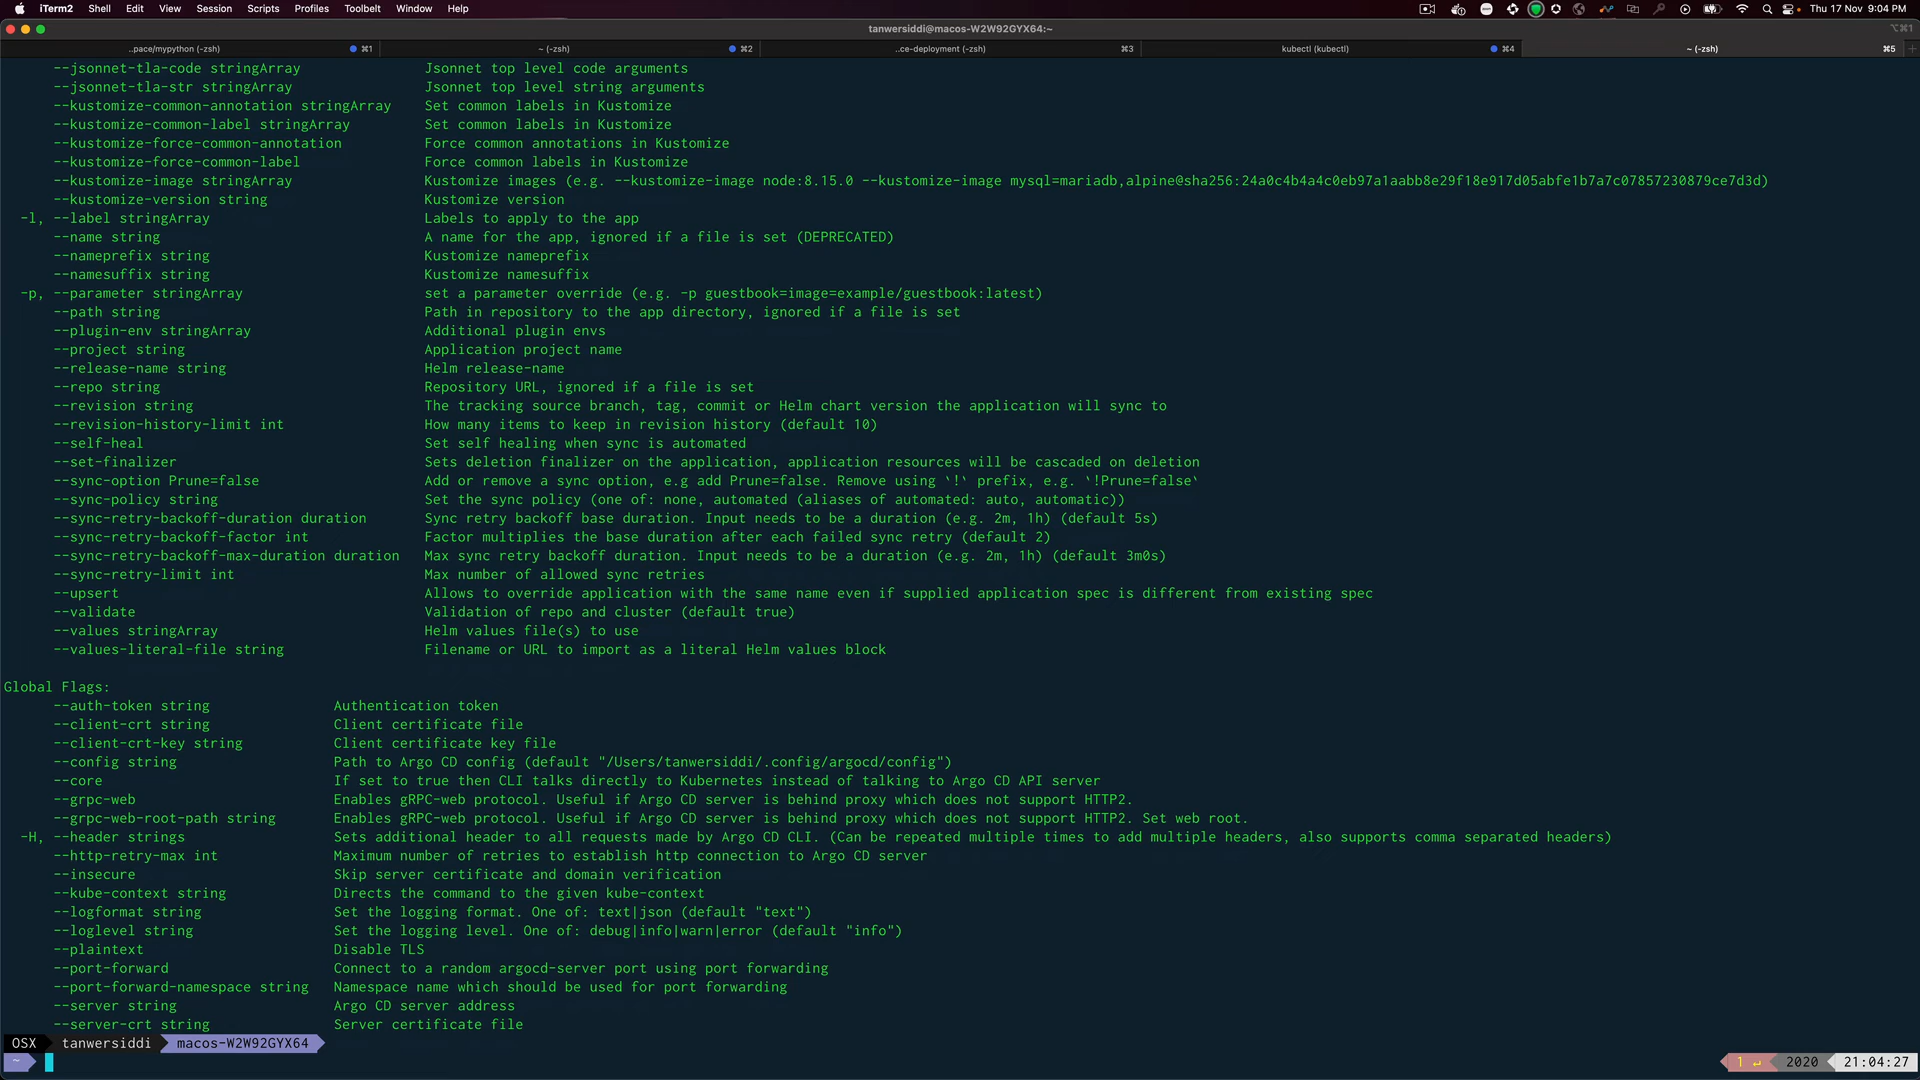 iTerm2 Shell Edit View Session Scripts Profiles Toolbelt Window Help Thu 17 Nov 9:04 PM
tanwersiddi@macos-W2W92GYX64:~ ⌥⌘1
..pace/mypython (-zsh) ⌘1 ~ (-zsh) ⌘2 ..ce-deployment (-zsh) ⌘3 kubectl (kubectl) ⌘4 ~ (-zsh) ⌘5
--jsonnet-tla-code stringArray Jsonnet top level code arguments
--jsonnet-tla-str stringArray Jsonnet top level string arguments
--kustomize-common-annotation stringArray Set common labels in Kustomize
--kustomize-common-label stringArray Set common labels in Kustomize
--kustomize-force-common-annotation Force common annotations in Kustomize
--kustomize-force-common-label Force common labels in Kustomize
--kustomize-image stringArray Kustomize images (e.g. --kustomize-image node:8.15.0 --kustomize-image mysql=mariadb,alpine@sha256:24a0c4b4a4c0eb97a1aabb8e29f18e917d05abfe1b7a7c07857230879ce7d3d)
--kustomize-version string Kustomize version
-l, --label stringArray Labels to apply to the app
--name string A name for the app, ignored if a file is set (DEPRECATED)
--nameprefix string Kustomize nameprefix
--namesuffix string Kustomize namesuffix
-p, --parameter stringArray set a parameter override (e.g. -p guestbook=image=example/guestbook:latest)
--path string Path in repository to the app directory, ignored if a file is set
--plugin-env stringArray Additional plugin envs
--project string Application project name
--release-name string Helm release-name
--repo string Repository URL, ignored if a file is set
--revision string The tracking source branch, tag, commit or Helm chart version the application will sync to
--revision-history-limit int How many items to keep in revision history (default 10)
--self-heal Set self healing when sync is automated
--set-finalizer Sets deletion finalizer on the application, application resources will be cascaded on deletion
--sync-option Prune=false Add or remove a sync option, e.g add Prune=false. Remove using `!` prefix, e.g. `!Prune=false`
--sync-policy string Set the sync policy (one of: none, automated (aliases of automated: auto, automatic))
--sync-retry-backoff-duration duration Sync retry backoff base duration. Input needs to be a duration (e.g. 2m, 1h) (default 5s)
--sync-retry-backoff-factor int Factor multiplies the base duration after each failed sync retry (default 2)
--sync-retry-backoff-max-duration duration Max sync retry backoff duration. Input needs to be a duration (e.g. 2m, 1h) (default 3m0s)
--sync-retry-limit int Max number of allowed sync retries
--upsert Allows to override application with the same name even if supplied application spec is different from existing spec
--validate Validation of repo and cluster (default true)
--values stringArray Helm values file(s) to use
--values-literal-file string Filename or URL to import as a literal Helm values block
Global Flags:
--auth-token string Authentication token
--client-crt string Client certificate file
--client-crt-key string Client certificate key file
--config string Path to Argo CD config (default "/Users/tanwersiddi/.config/argocd/config")
--core If set to true then CLI talks directly to Kubernetes instead of talking to Argo CD API server
--grpc-web Enables gRPC-web protocol. Useful if Argo CD server is behind proxy which does not support HTTP2.
--grpc-web-root-path string Enables gRPC-web protocol. Useful if Argo CD server is behind proxy which does not support HTTP2. Set web root.
-H, --header strings Sets additional header to all requests made by Argo CD CLI. (Can be repeated multiple times to add multiple headers, also supports comma separated headers)
--http-retry-max int Maximum number of retries to establish http connection to Argo CD server
--insecure Skip server certificate and domain verification
--kube-context string Directs the command to the given kube-context
--logformat string Set the logging format. One of: text|json (default "text")
--loglevel string Set the logging level. One of: debug|info|warn|error (default "info")
--plaintext Disable TLS
--port-forward Connect to a random argocd-server port using port forwarding
--port-forward-namespace string Namespace name which should be used for port forwarding
--server string Argo CD server address
--server-crt string Server certificate file
OSX tanwersiddi macos-W2W92GYX64
~ 1 ↵ 2020 21:04:27